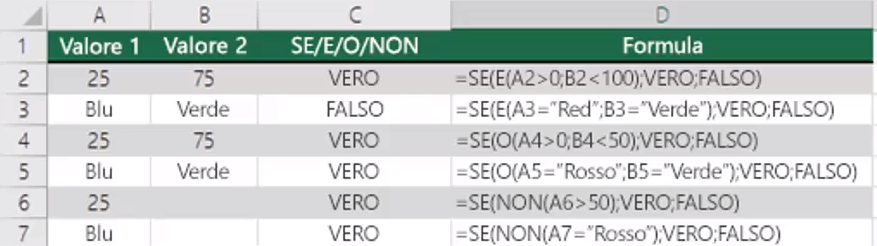 A B C D
1 Valore 1 Valore 2 SE/E/O/NON Formula
2 25 75 VERO =SE(E(A2>0;B2<100);VERO;FALSO)
3 Blu Verde FALSO =SE(E(A3="Red";B3="Verde");VERO;FALSO)
4 25 75 VERO =SE(O(A4>0;B4<50);VERO;FALSO)
5 Blu Verde VERO =SE(O(A5="Rosso";B5="Verde");VERO;FALSO)
6 25 VERO =SE(NON(A6>50);VERO;FALSO)
7 Blu VERO =SE(NON(A7="Rosso");VERO;FALSO)